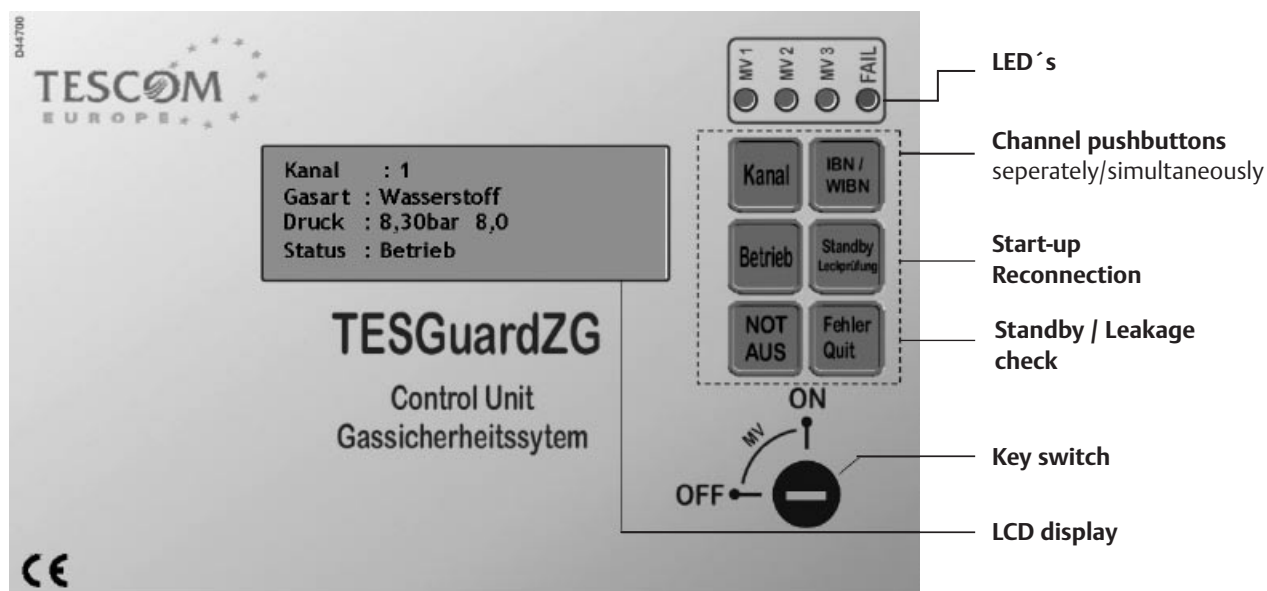 D44700
TESCOM
EUROPE
MV 1
MV 2
MV 3
FAIL
LED´s
Channel pushbuttons
seperately/simultaneously
Kanal : 1
Gasart : Wasserstoff
Druck : 8,30bar 8,0
Status : Betrieb
Kanal
IBN /
WIBN
Betrieb
Standby
Leckprüfung
Start-up
Reconnection
NOT
AUS
Fehler
Quit
Standby / Leakage
check
TESGuardZG
Control Unit
Gassicherheitssytem
ON
MV
OFF
Key switch
LCD display
CE